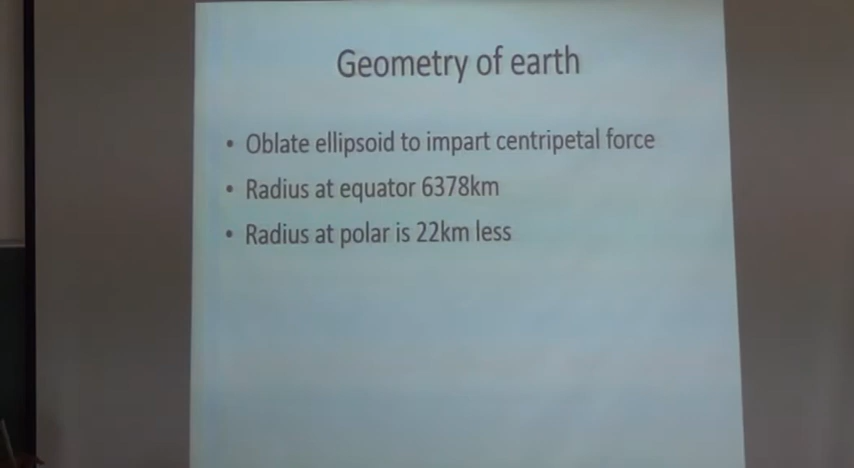 Geometry of earth
• Oblate ellipsoid to impart centripetal force
• Radius at equator 6378km
• Radius at polar is 22km less